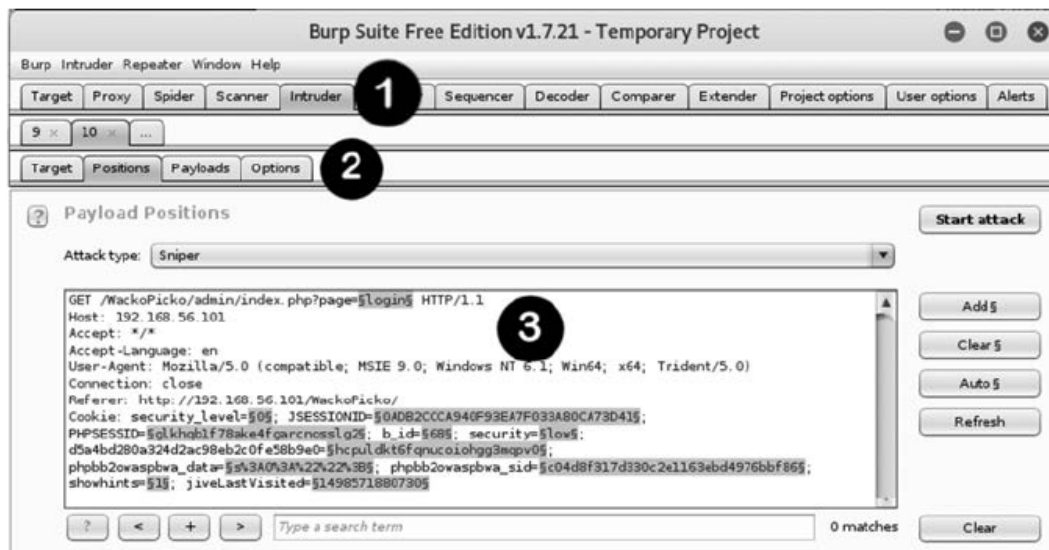 Burp Suite Free Edition v1.7.21 - Temporary Project
Burp Intruder Repeater Window Help
Target Proxy Spider Scanner Intruder 1 Sequencer Decoder Comparer Extender Project options User options Alerts
9 × 10 × ...
Target Positions Payloads Options 2
? Payload Positions
Start attack
Attack type: Sniper
GET /WackoPicko/admin/index.php?page=§login§ HTTP/1.1
Host: 192.168.56.101
3
Accept: */*
Accept-Language: en
User-Agent: Mozilla/5.0 (compatible; MSIE 9.0; Windows NT 6.1; Win64; x64; Trident/5.0)
Connection: close
Referer: http://192.168.56.101/WackoPicko/
Cookie: security_level=§0§; JSESSIONID=§0ADB2CCCA940F93EA7F033A80CA73D41§;
PHPSESSID=§glkhqb1f78ake4fgarcnosslg2§; b_id=§68§; security=§low§;
d5a4bd280a324d2ac98eb2c0fe58b9e0=§hcpuldkt6fqnucoiohgg3mqpv0§;
phpbb2owaspbwa_data=§s%3A0%3A%22%22%3B§; phpbb2owaspbwa_sid=§c04d8f317d330c2e1163ebd4976bbf86§;
showhints=§1§; jiveLastVisited=§1498571880730§
Add §
Clear §
Auto §
Refresh
? < + > Type a search term 0 matches Clear